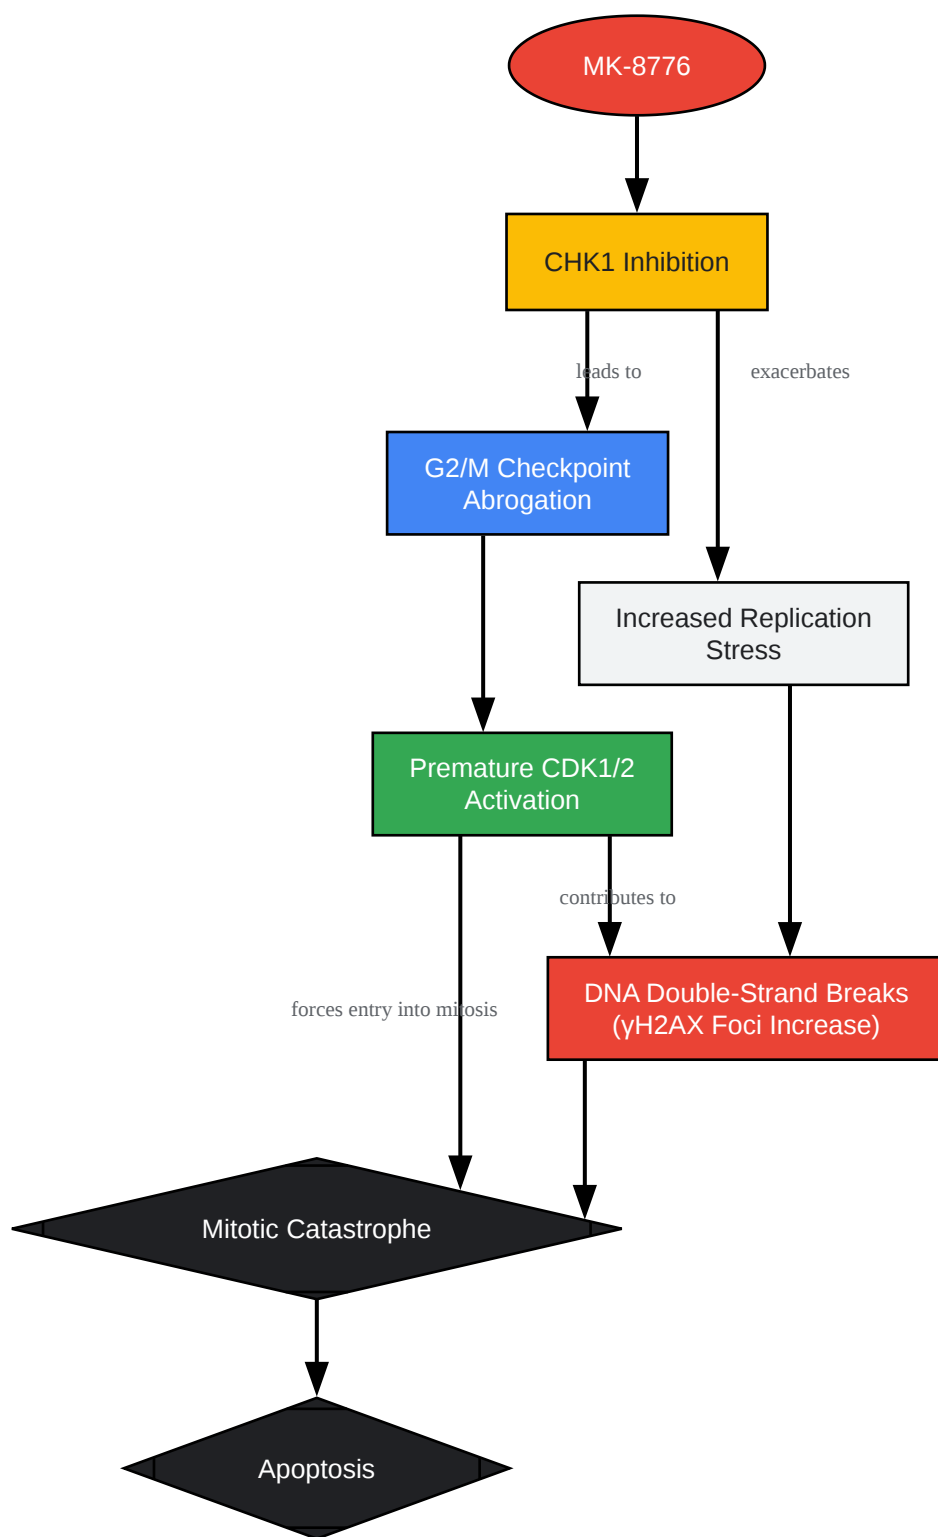 MK-8776
CHK1 Inhibition
leads to
exacerbates
G2/M Checkpoint
Abrogation
Increased Replication
Stress
Premature CDK1/2
Activation
contributes to
DNA Double-Strand Breaks
(γH2AX Foci Increase)
forces entry into mitosis
Mitotic Catastrophe
Apoptosis